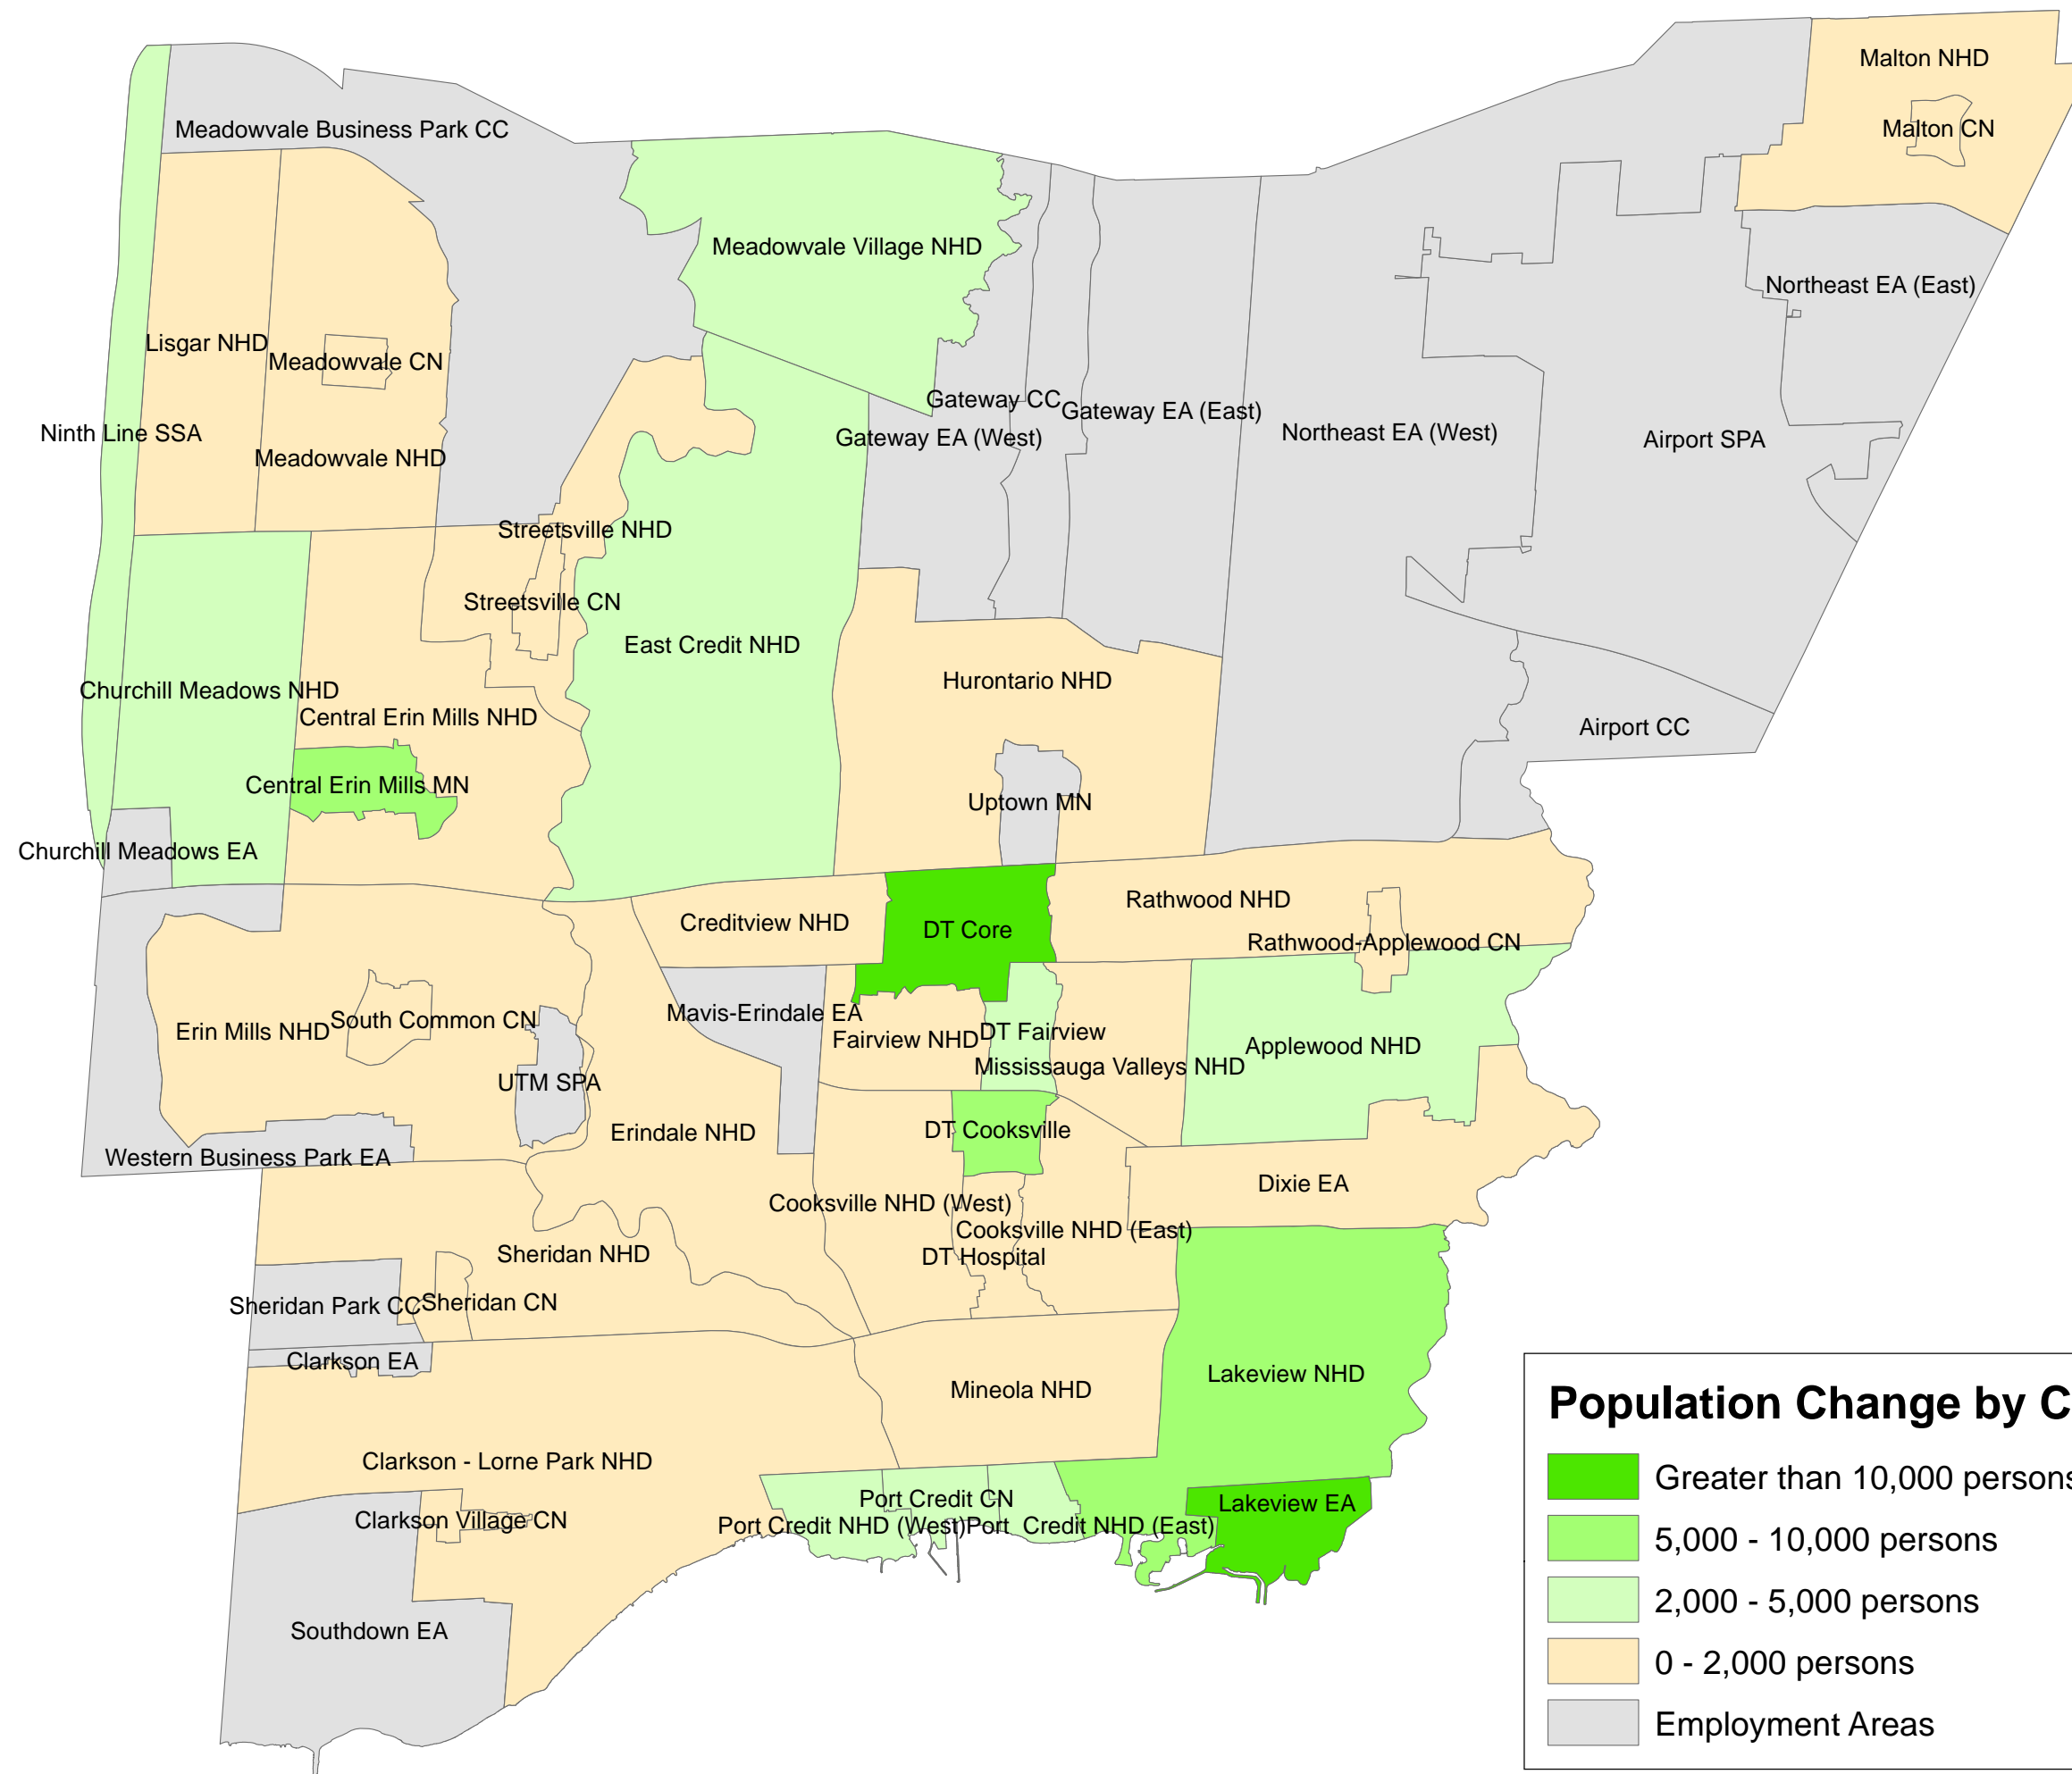 Malton NHD
Malton CN
Meadowvale Business Park CC
Meadowvale Village NHD
Northeast EA (East)
Lisgar NHD
Meadowvale CN
Gateway CC
Gateway EA (East)
Ninth Line SSA
Gateway EA (West)
Northeast EA (West)
Airport SPA
Meadowvale NHD
Streetsville NHD
Streetsville CN
East Credit NHD
Hurontario NHD
Churchill Meadows NHD
Central Erin Mills NHD
Airport CC
Central Erin Mills MN
Uptown MN
Churchill Meadows EA
Rathwood NHD
Creditview NHD
DT Core
Rathwood-Applewood CN
Mavis-Erindale EA
South Common CN
Erin Mills NHD
Fairview NHD
DT Fairview
Applewood NHD
Mississauga Valleys NHD
UTM SPA
Erindale NHD
DT Cooksville
Western Business Park EA
Dixie EA
Cooksville NHD (West)
Cooksville NHD (East)
Sheridan NHD
DT Hospital
Sheridan Park CC
Sheridan CN
Clarkson EA
Lakeview NHD
Mineola NHD
Clarkson - Lorne Park NHD
Port Credit CN
Lakeview EA
Clarkson Village CN
Port Credit NHD (West)
Port Credit NHD (East)
Southdown EA
Population Change by C
Greater than 10,000 persons
5,000 - 10,000 persons
2,000 - 5,000 persons
0 - 2,000 persons
Employment Areas